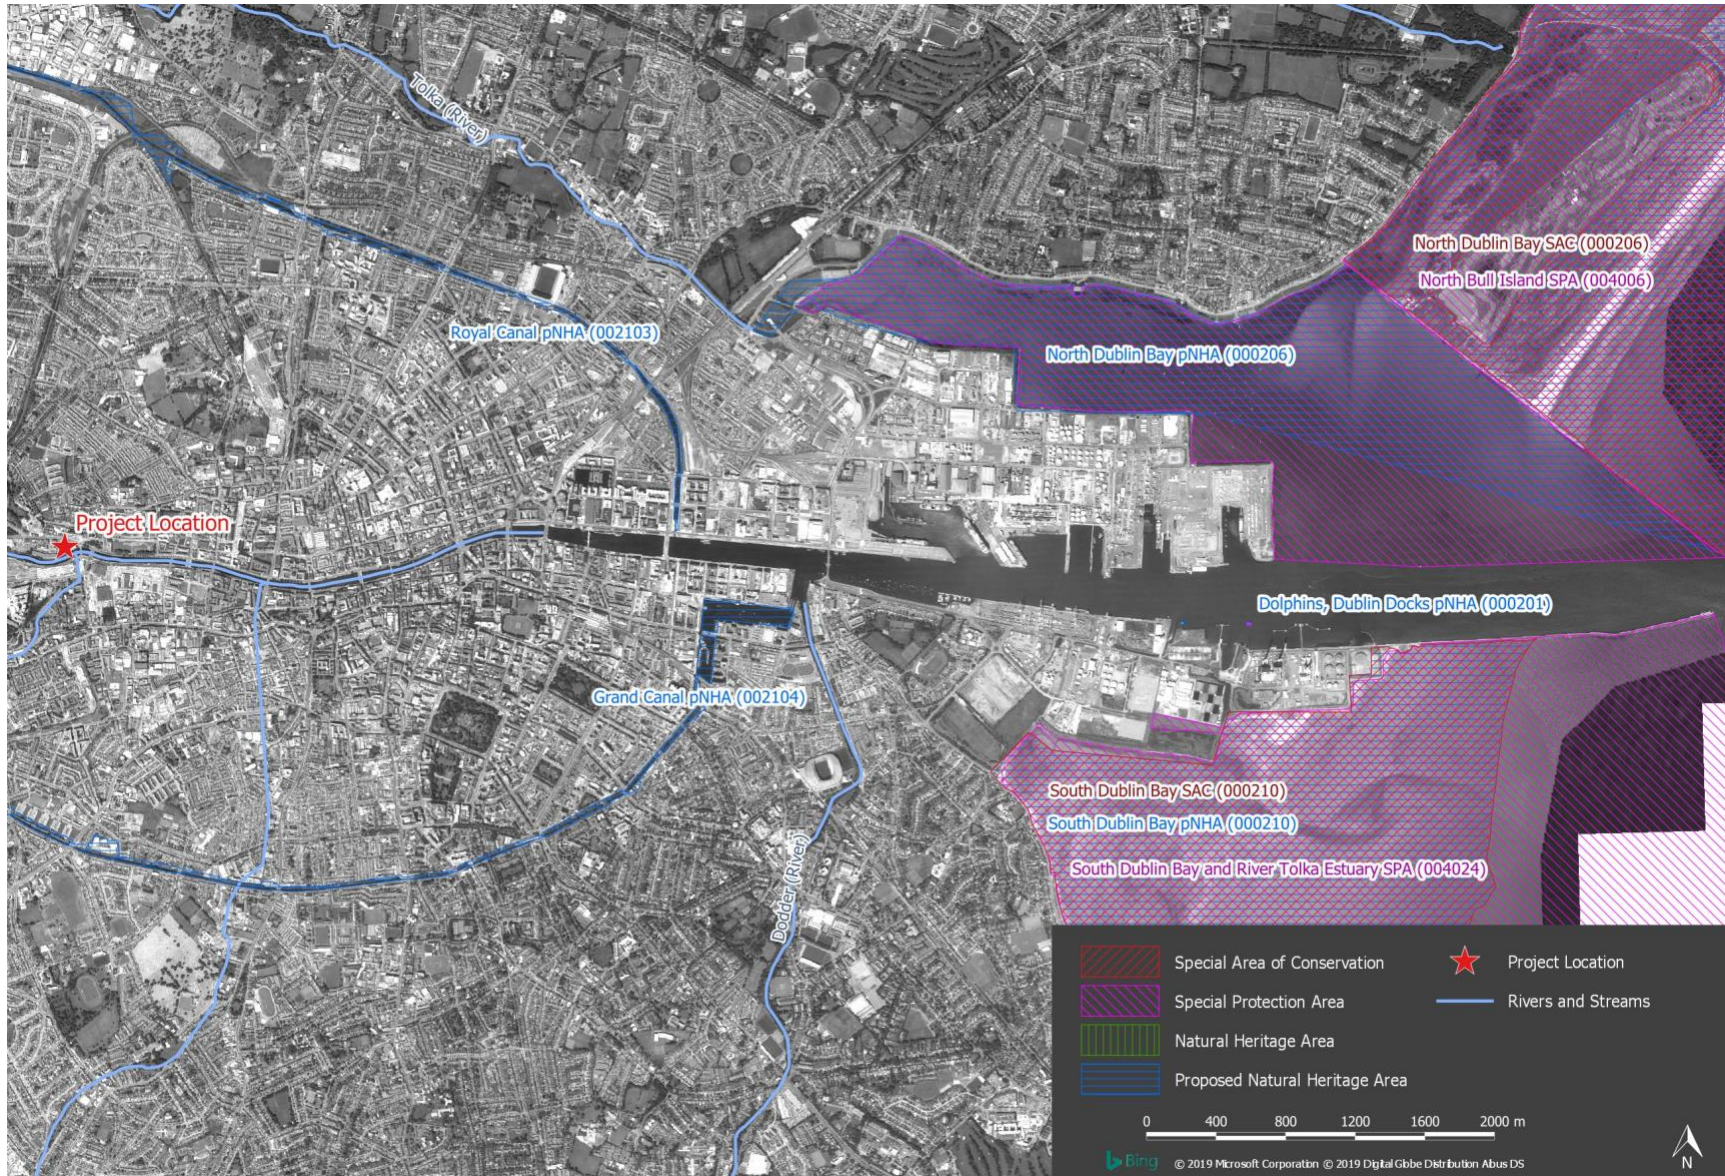 Tolka (River)
North Dublin Bay SAC (000206)
North Bull Island SPA (004006)
Royal Canal pNHA (002103)
North Dublin Bay pNHA (000206)
Project Location
Dolphins, Dublin Docks pNHA (000201)
Grand Canal pNHA (002104)
South Dublin Bay SAC (000210)
South Dublin Bay pNHA (000210)
South Dublin Bay and River Tolka Estuary SPA (004024)
Dodder (River)
Special Area of Conservation
Project Location
Special Protection Area
Rivers and Streams
Natural Heritage Area
Proposed Natural Heritage Area
0 400 800 1200 1600 2000 m
Bing © 2019 Microsoft Corporation © 2019 Digital Globe Distribution Abus DS
N